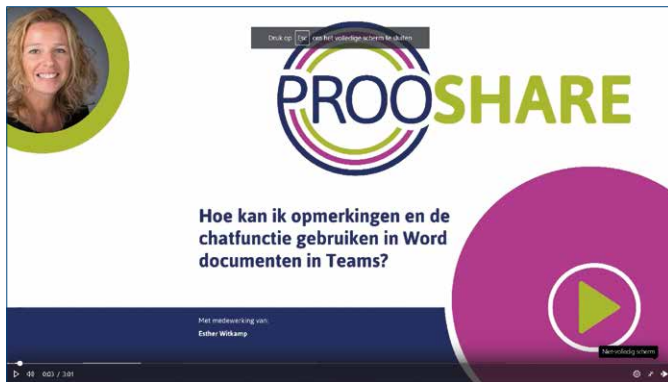 Druk op Esc om het volledige scherm te sluiten
PROOSHARE
Hoe kan ik opmerkingen en de
chatfunctie gebruiken in Word
documenten in Teams?
Met medewerking van:
Esther Witkamp
Niet-volledig scherm
0:03 / 3:01